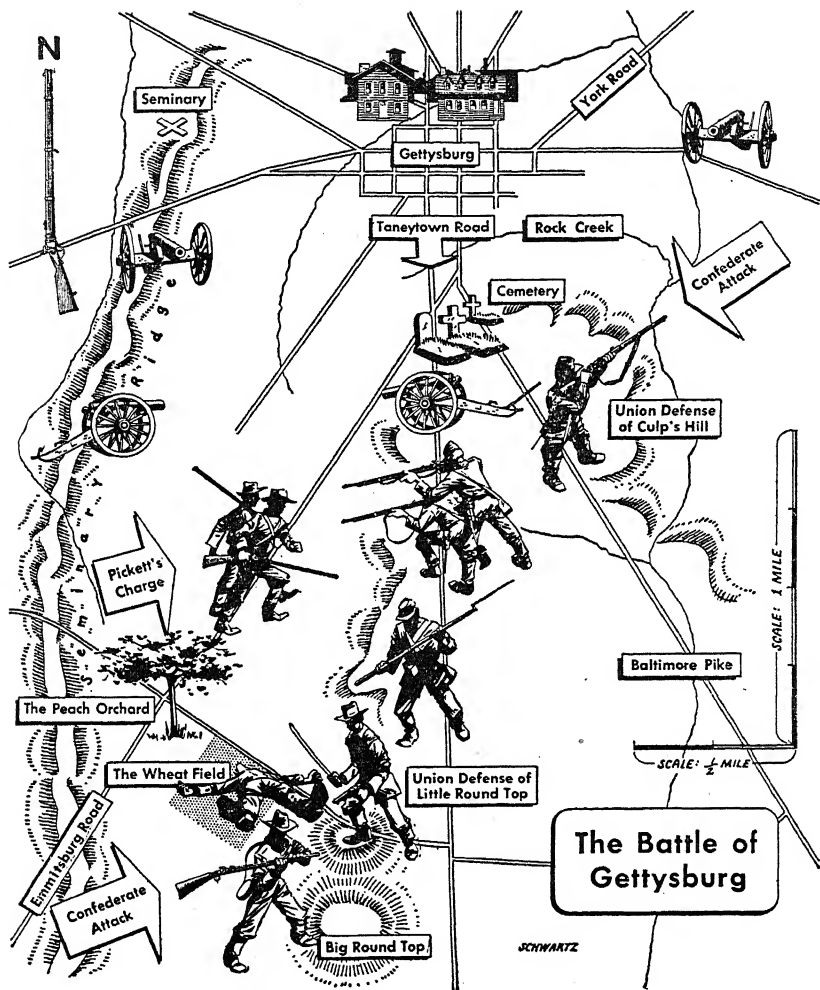 N
Seminary
York Road
Gettysburg
Taneytown Road
Rock Creek
Confederate
Attack
Cemetery
Union Defense
of Culp's Hill
Seminary Ridge
Pickett's
Charge
SCALE: 1 MILE
Baltimore Pike
The Peach Orchard
SCALE: 1/2 MILE
The Wheat Field
Union Defense of
Little Round Top
Emmitsburg Road
The Battle of
Gettysburg
Confederate
Attack
Big Round Top
SCHWARTZ